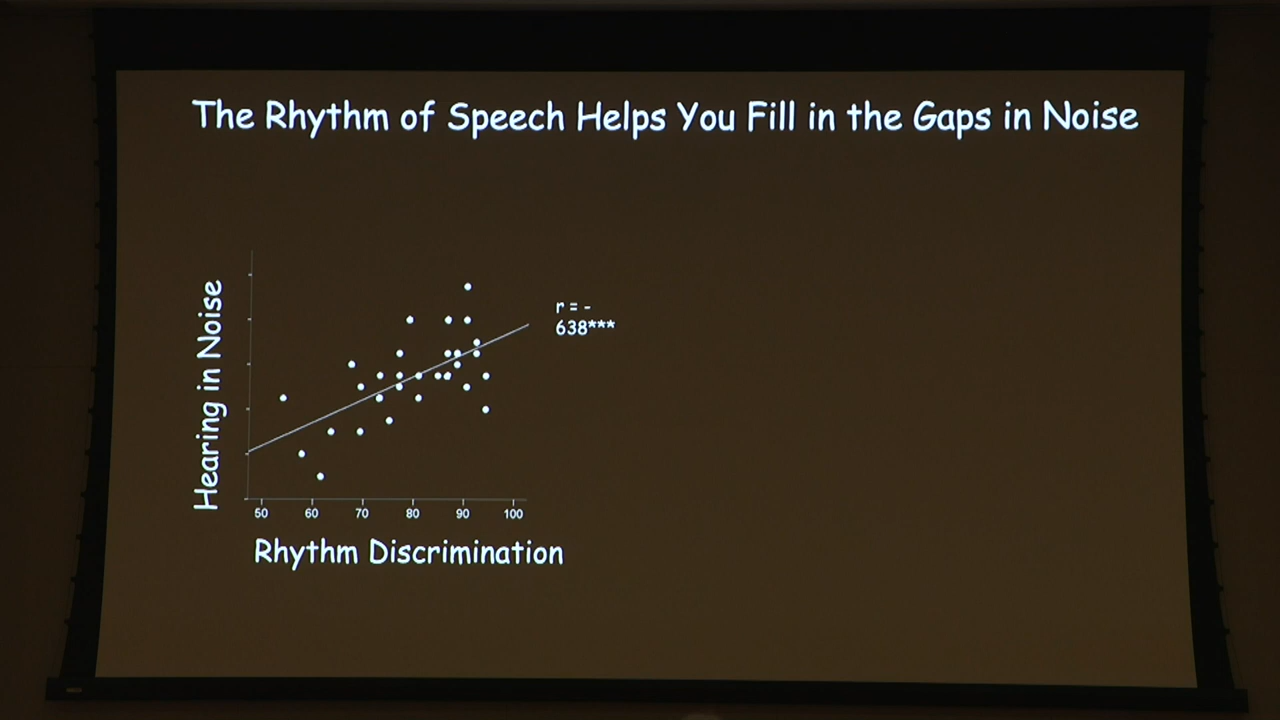 The Rhythm of Speech Helps You Fill in the Gaps in Noise
r = -
638***
Hearing in Noise
50 60 70 80 90 100
Rhythm Discrimination